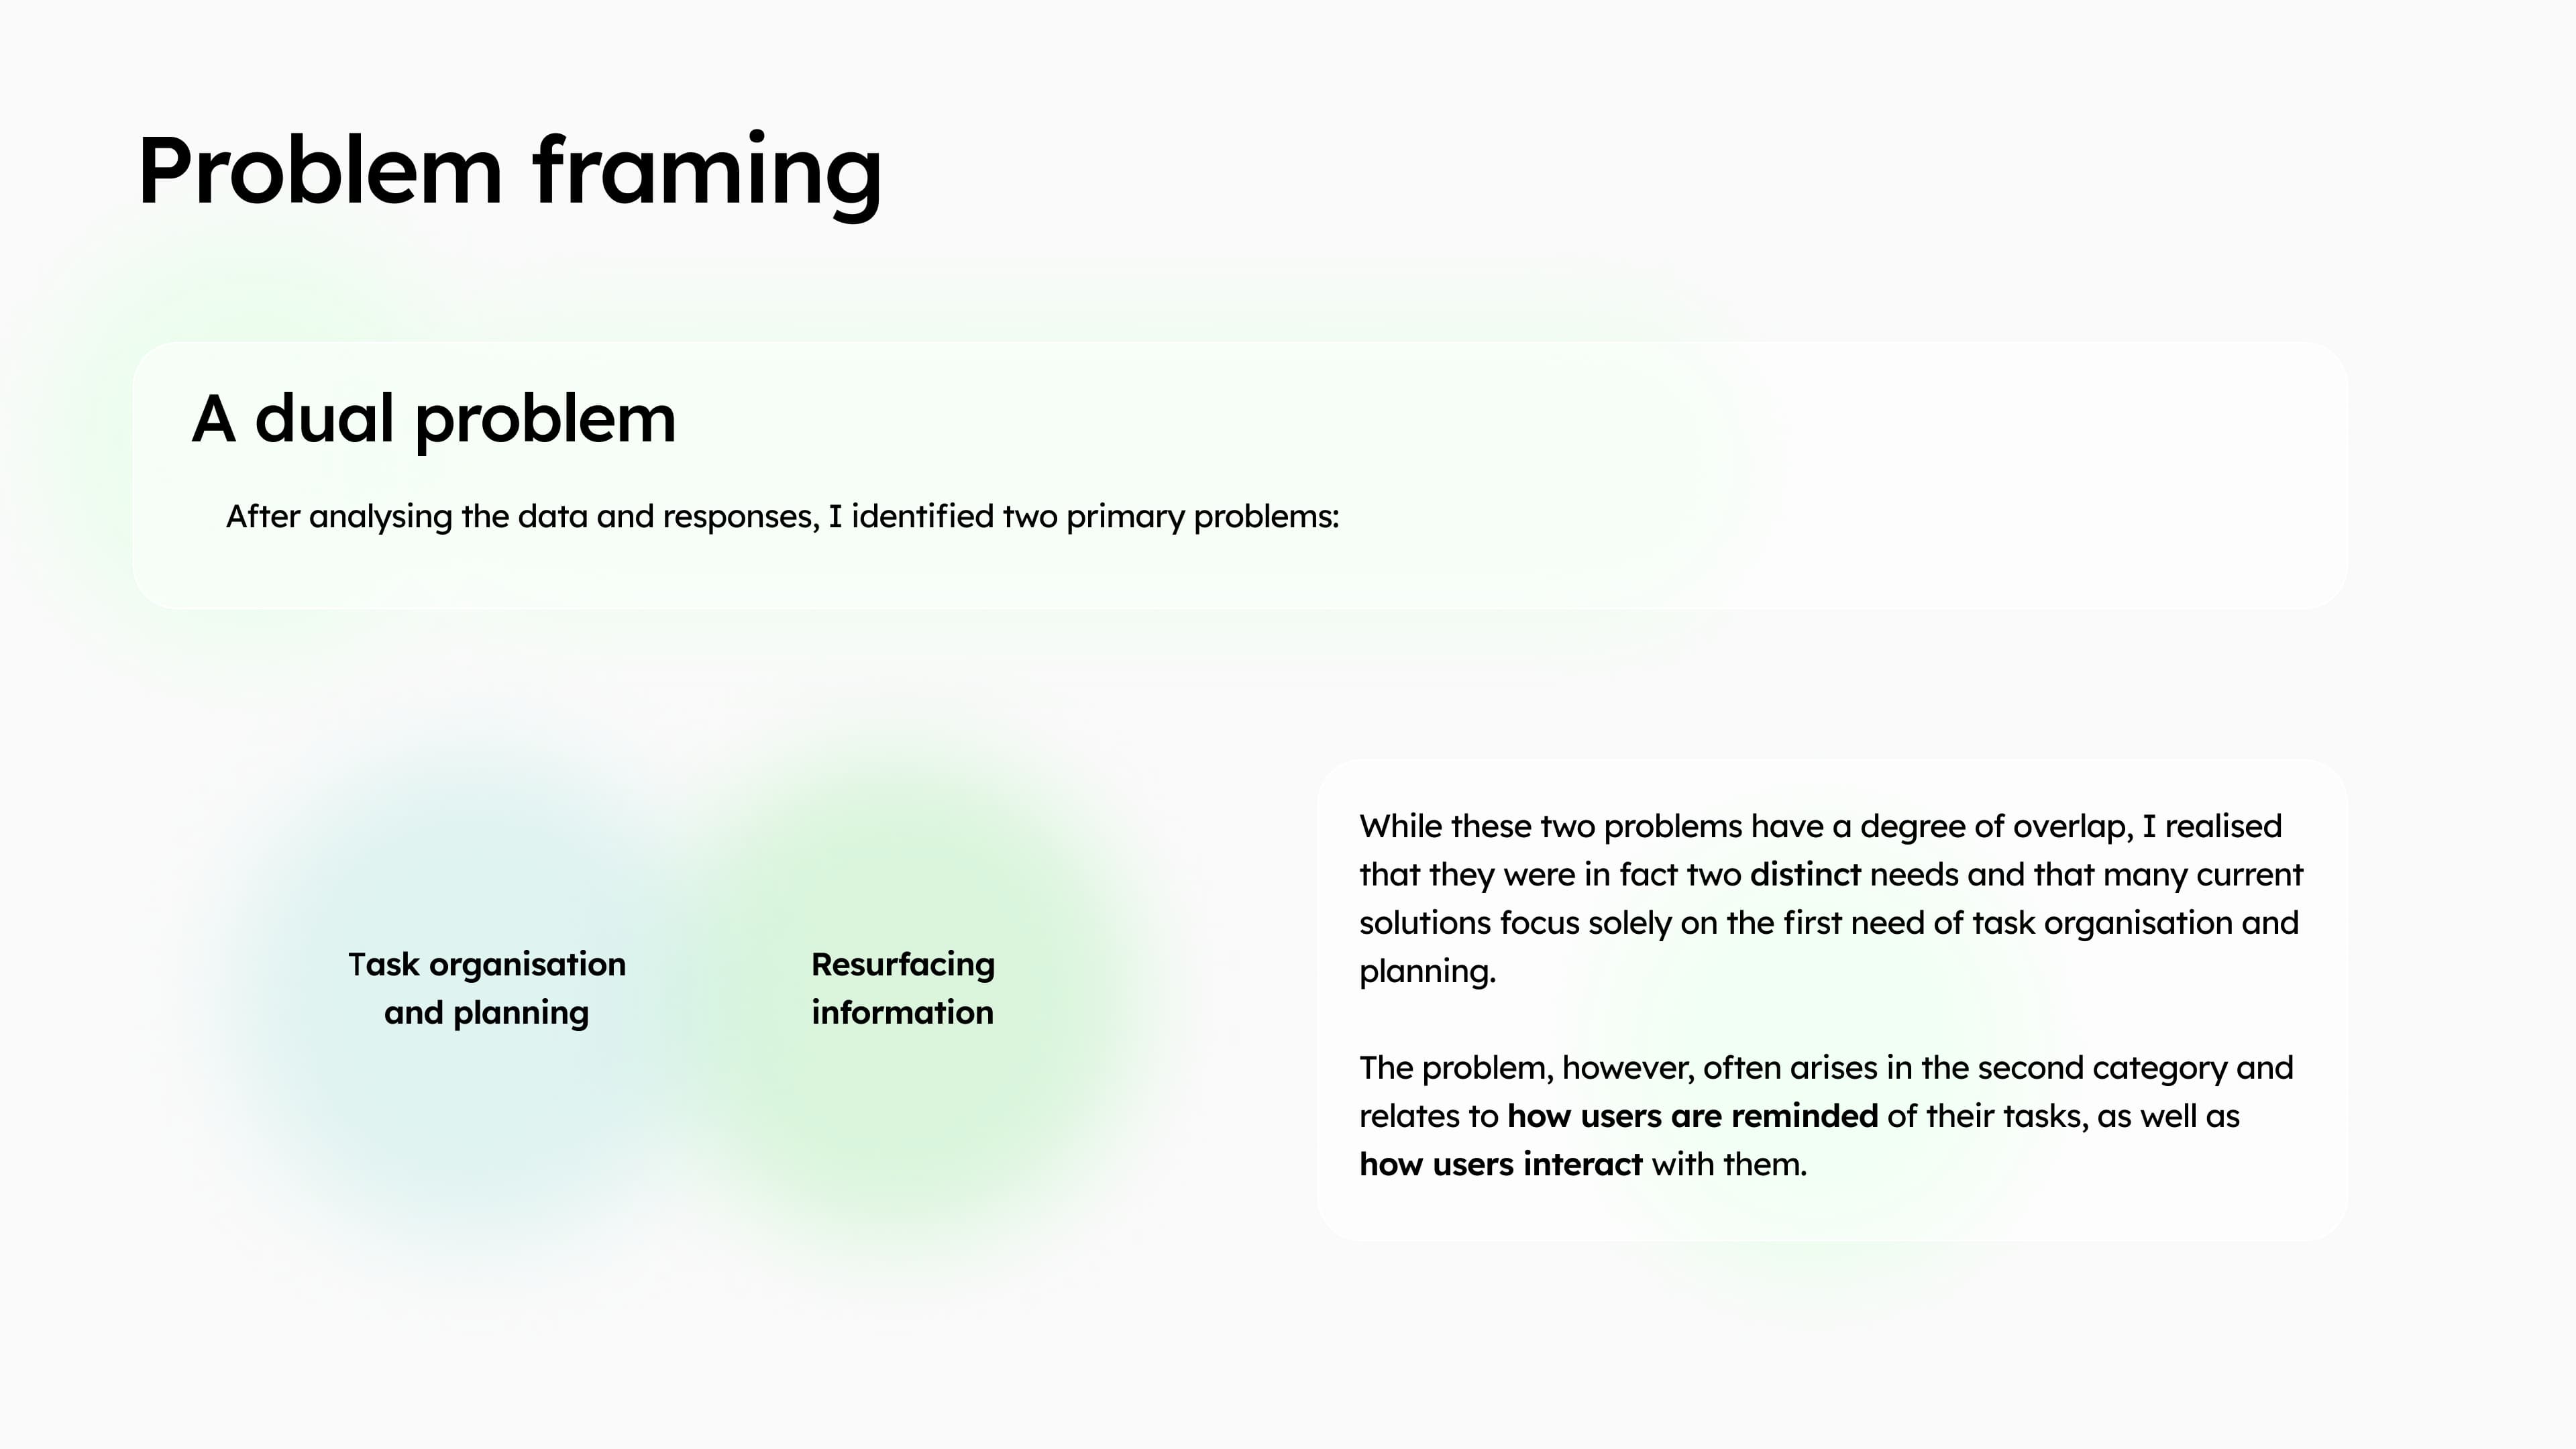 Problem framing
A dual problem
After analysing the data and responses, I identified two primary problems:
Task organisation
and planning
Resurfacing
information
While these two problems have a degree of overlap, I realised
that they were in fact two distinct needs and that many current
solutions focus solely on the first need of task organisation and
planning.
The problem, however, often arises in the second category and
relates to how users are reminded of their tasks, as well as
how users interact with them.